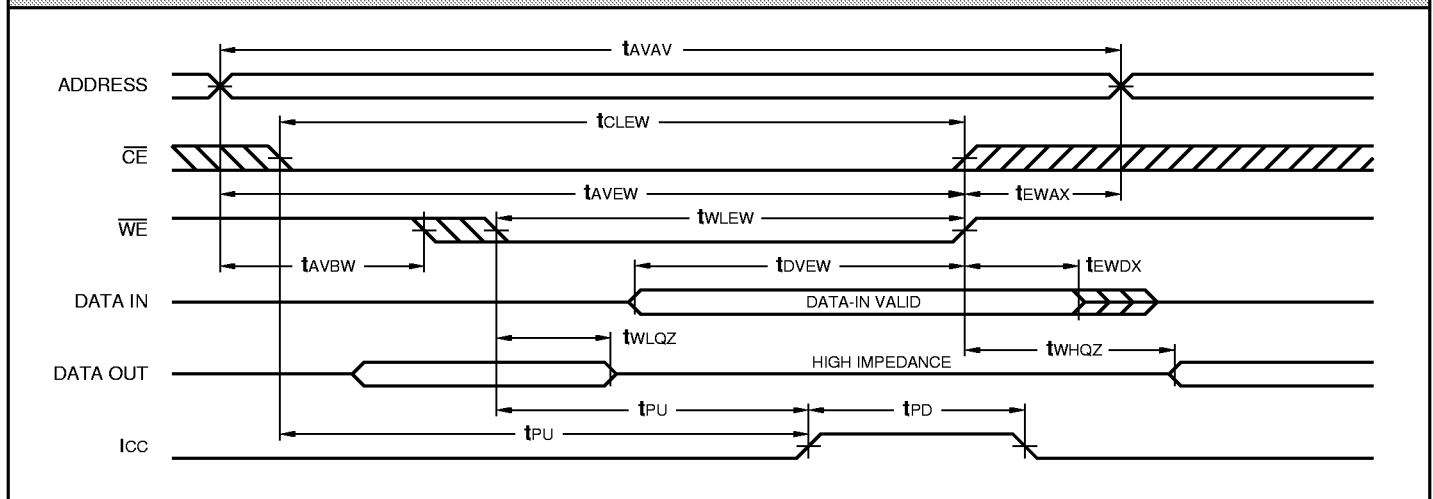 tAVAV
ADDRESS
tCLEW
CE
tAVEW
tEWAX
WE
tWLEW
tAVBW
tDVEW
tEWDX
DATA IN
DATA-IN VALID
tWLQZ
tWHQZ
DATA OUT
HIGH IMPEDANCE
tPU
tPD
tPU
ICC